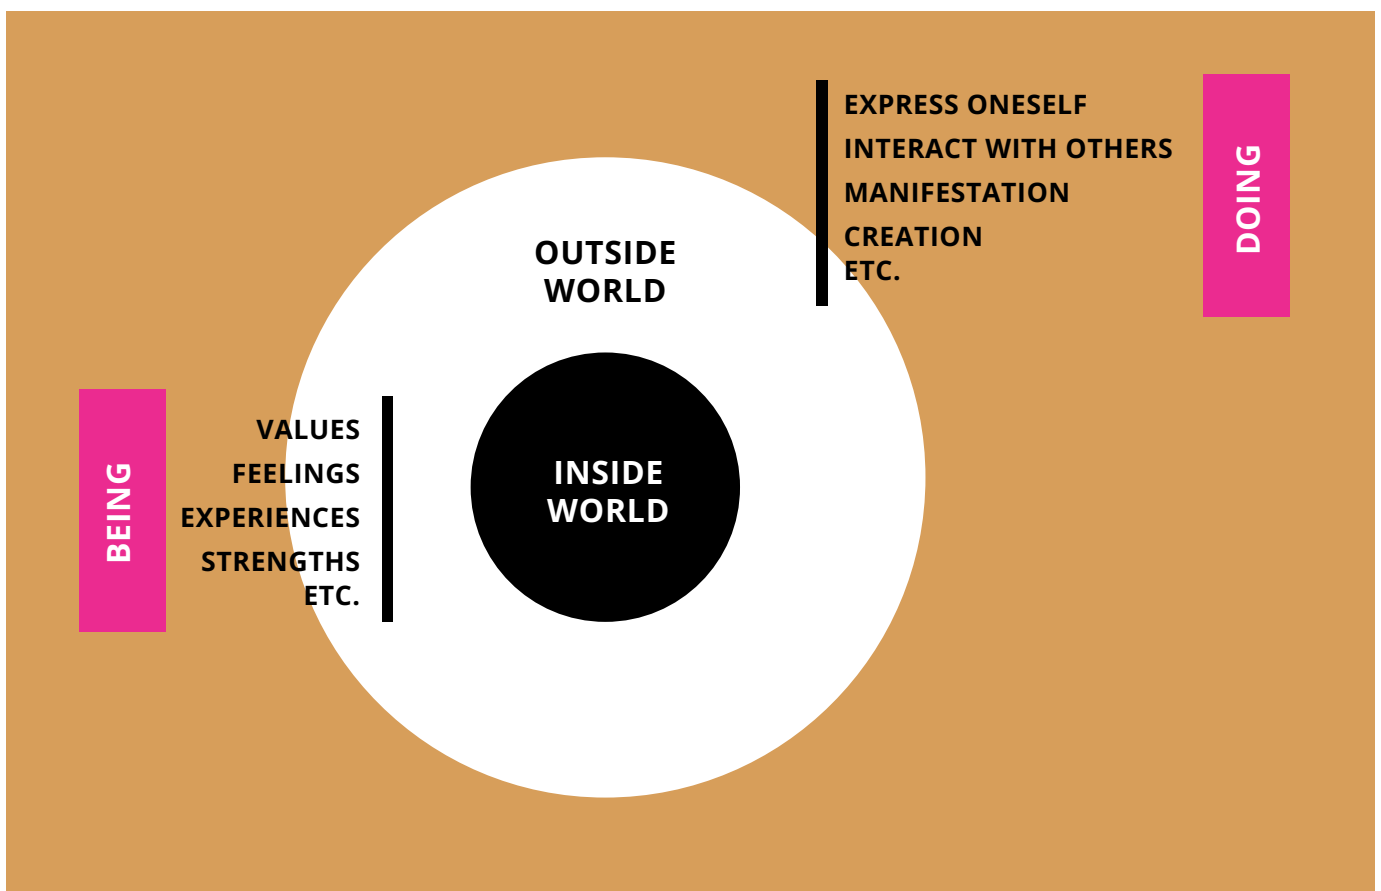 EXPRESS ONESELF
INTERACT WITH OTHERS
MANIFESTATION
CREATION
ETC.
DOING
OUTSIDE
WORLD
BEING
VALUES
FEELINGS
EXPERIENCES
STRENGTHS
ETC.
INSIDE
WORLD